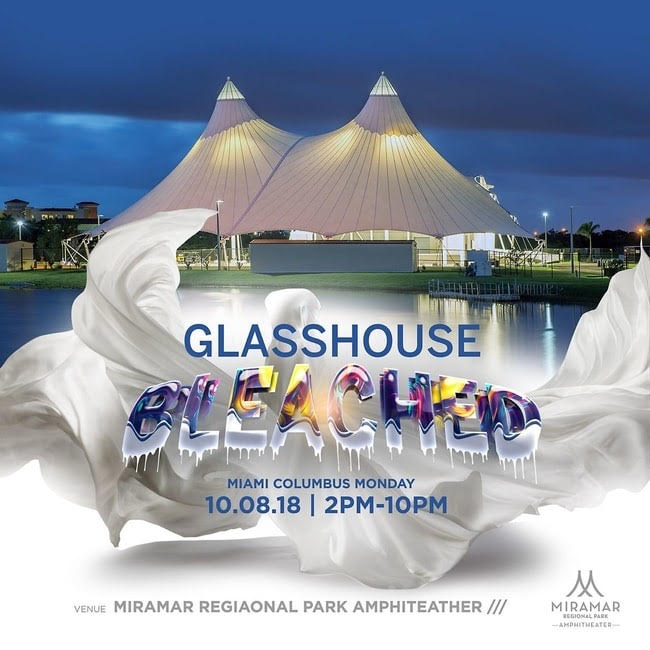 GLASSHOUSE
BLEACHED
MIAMI COLUMBUS MONDAY
10.08.18 | 2PM-10PM
VENUE MIRAMAR REGIAONAL PARK AMPHITEATHER ///
MIRAMAR
REGIONAL PARK
—AMPHITHEATER—